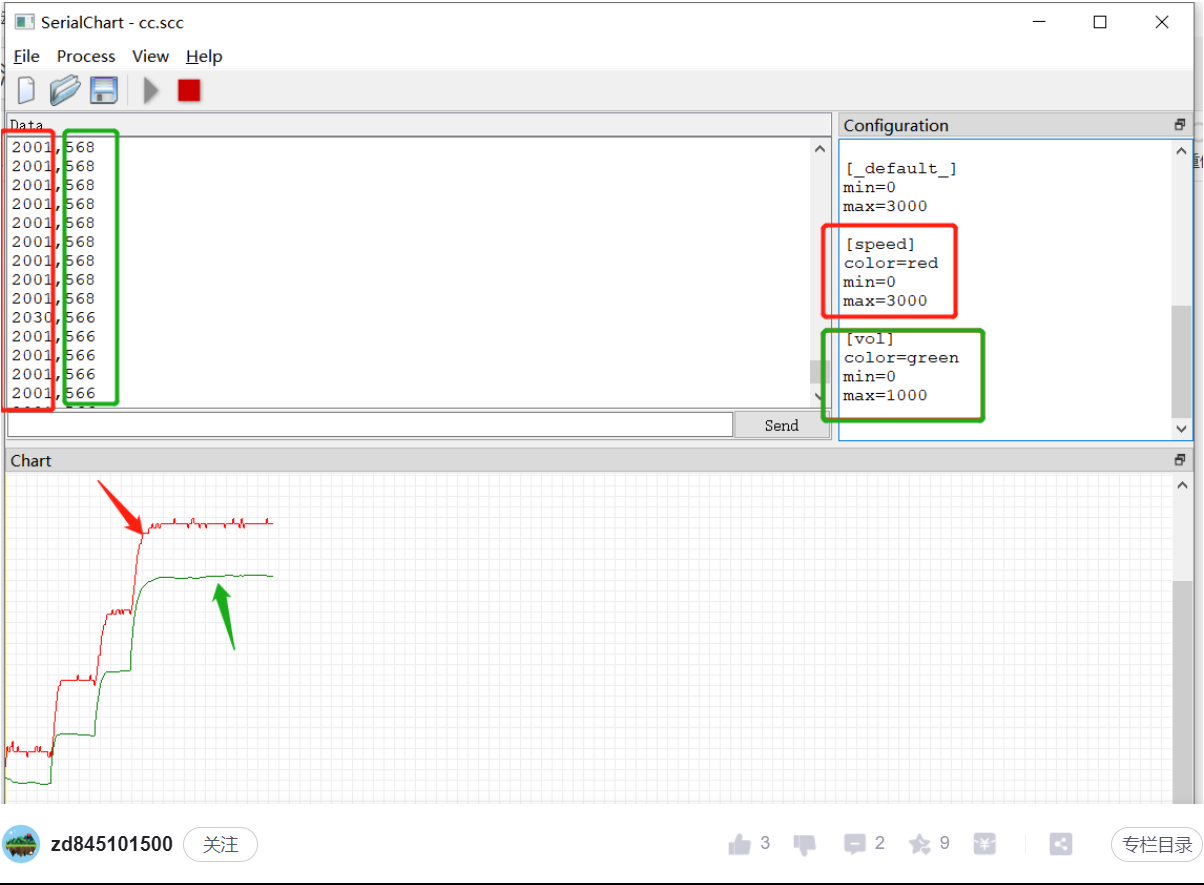 SerialChart - cc.scc
File Process View Help
Data
2001,568
2001,568
2001,568
2001,568
2001,568
2001,568
2001,568
2001,568
2001,568
2030,566
2001,566
2001,566
2001,566
2001,566
Send
Configuration
[_default_]
min=0
max=3000
[speed]
color=red
min=0
max=3000
[vol]
color=green
min=0
max=1000
Chart
zd845101500 关注 3 2 9 专栏目录